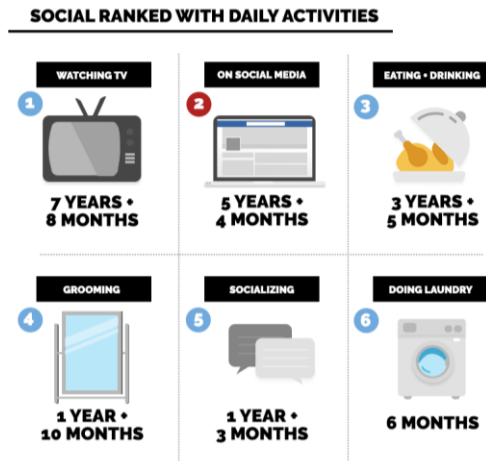 SOCIAL RANKED WITH DAILY ACTIVITIES
WATCHING TV
1
7 YEARS +
8 MONTHS
ON SOCIAL MEDIA
2
5 YEARS +
4 MONTHS
EATING + DRINKING
3
3 YEARS +
5 MONTHS
GROOMING
4
1 YEAR +
10 MONTHS
SOCIALIZING
5
1 YEAR +
3 MONTHS
DOING LAUNDRY
6
6 MONTHS